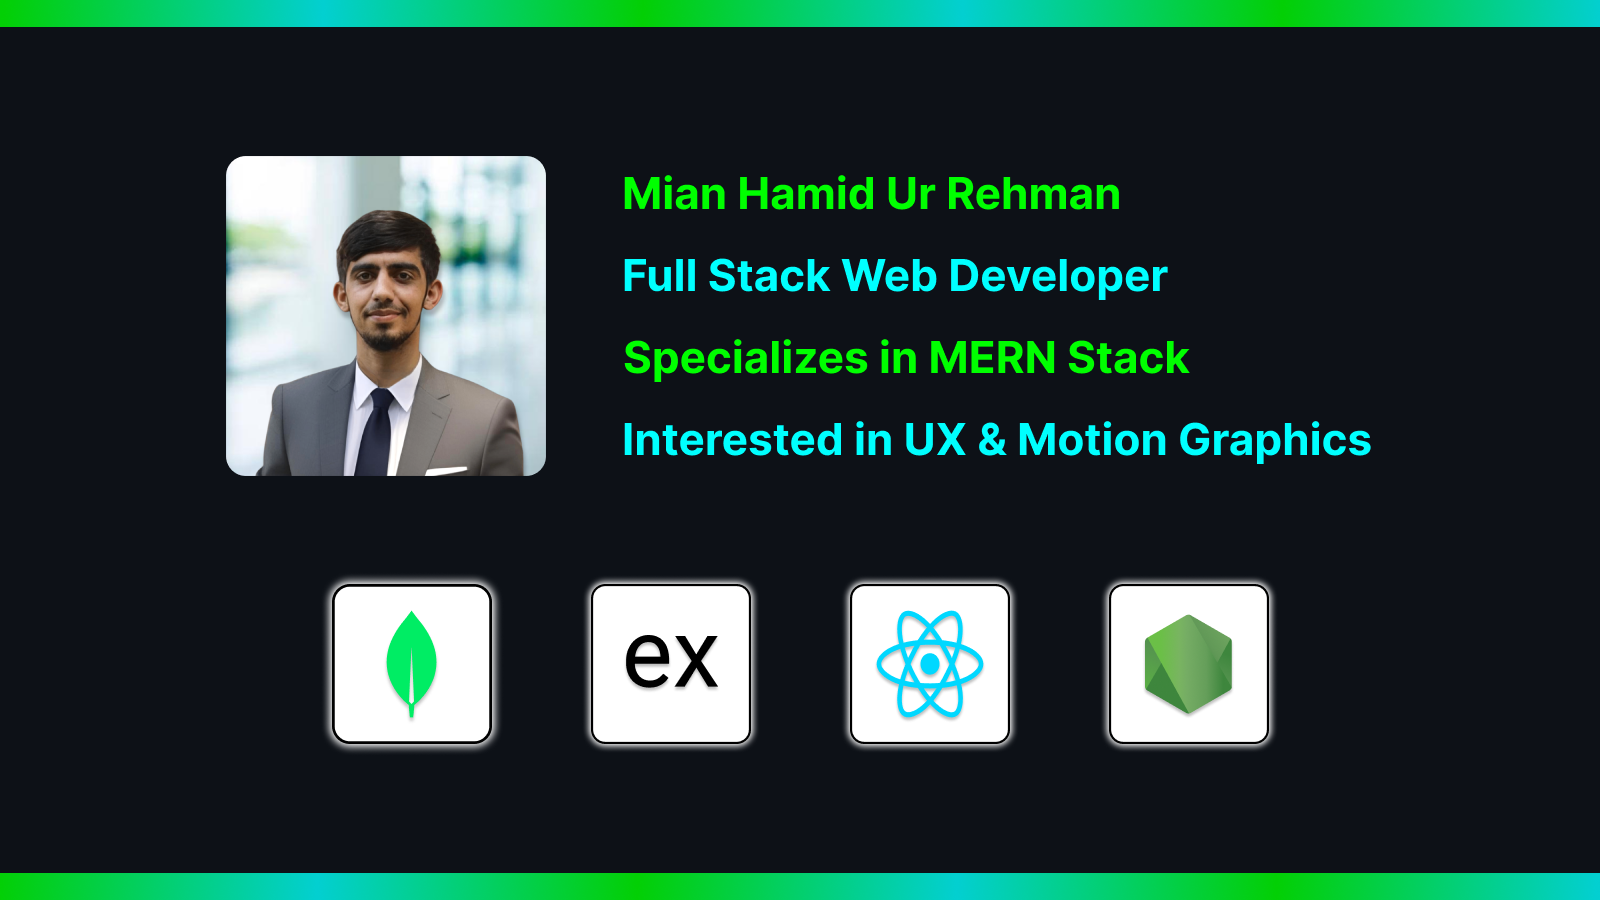 Mian Hamid Ur Rehman
Full Stack Web Developer
Specializes in MERN Stack
Interested in UX & Motion Graphics
ex